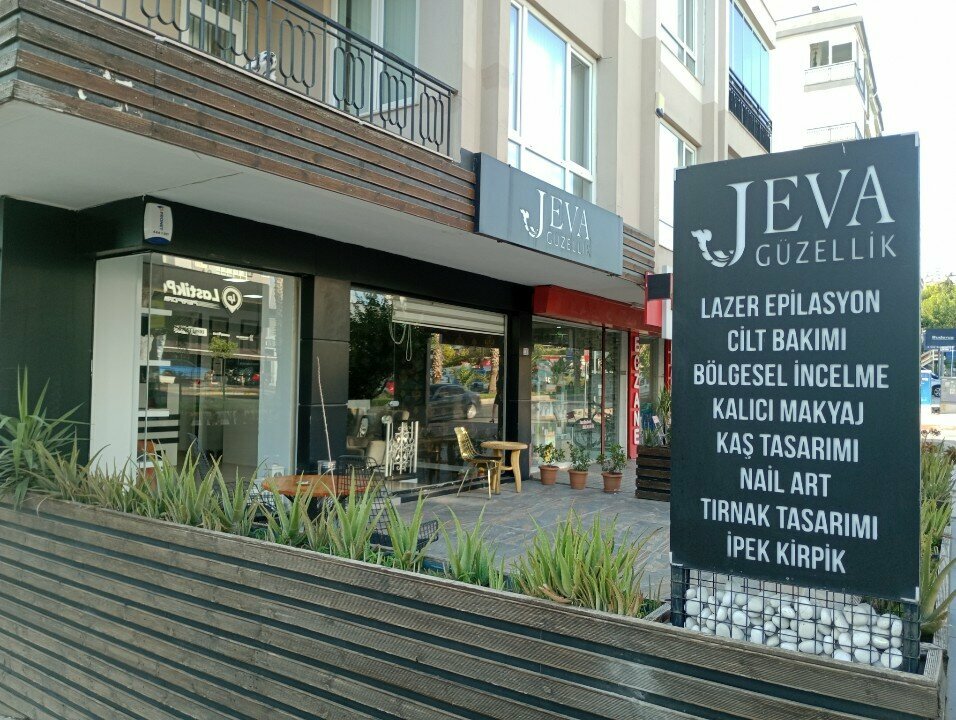 JEVA
GÜZELLİK
JEVA
GÜZELLİK
LAZER EPİLASYON
CİLT BAKIMI
BÖLGESEL İNCELME
KALICI MAKYAJ
KAŞ TASARIMI
NAIL ART
TIRNAK TASARIMI
İPEK KİRPİK